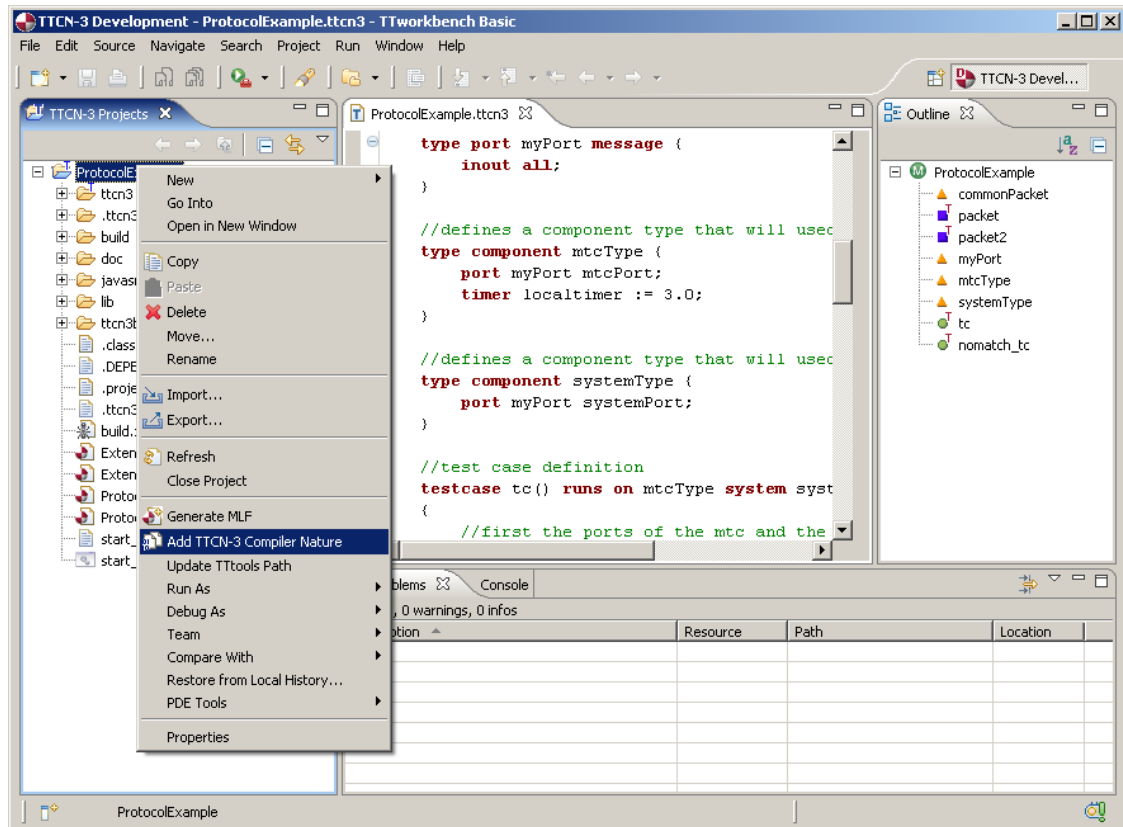 TTCN-3 Development - ProtocolExample.ttcn3 - TTworkbench Basic
File Edit Source Navigate Search Project Run Window Help
TTCN-3 Devel...
TTCN-3 Projects
ProtocolE
ttcn3
.ttcn3
build
doc
javas
lib
ttcn3
.class
.DEPE
.proje
.ttcn3
build.
Exten
Exten
Proto
Proto
start_
start_
New
Go Into
Open in New Window
Copy
Paste
Delete
Move...
Rename
Import...
Export...
Refresh
Close Project
Generate MLF
Add TTCN-3 Compiler Nature
Update TTtools Path
Run As
Debug As
Team
Compare With
Restore from Local History...
PDE Tools
Properties
ProtocolExample.ttcn3
type port myPort message {
inout all;
}
//defines a component type that will used
type component mtcType {
port myPort mtcPort;
timer localtimer := 3.0;
}
//defines a component type that will used
type component systemType {
port myPort systemPort;
}
//test case definition
testcase tc() runs on mtcType system syst
{
//first the ports of the mtc and the
Outline
ProtocolExample
commonPacket
packet
packet2
myPort
mtcType
systemType
tc
nomatch_tc
blems Console
, 0 warnings, 0 infos
ption Resource Path Location
ProtocolExample